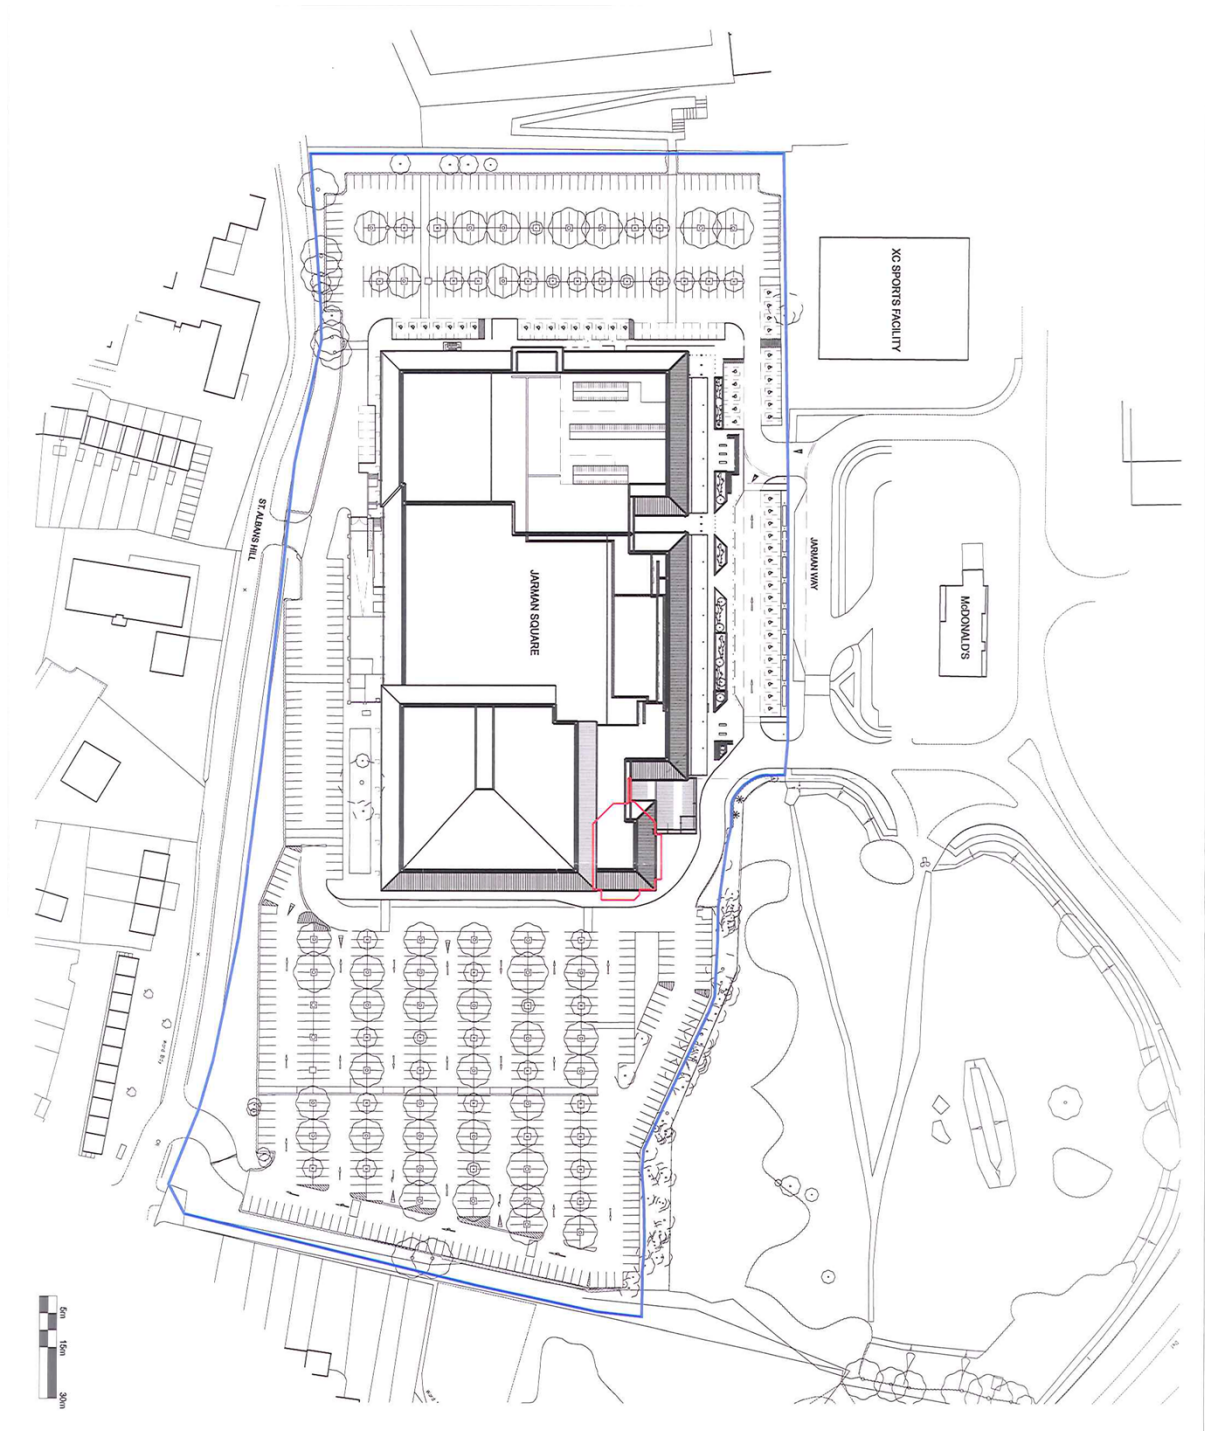 XC SPORTS FACILITY
ST. ALBANS HILL
JARMAN WAY
JARMAN SQUARE
McDONALD'S
5m
15m
30m